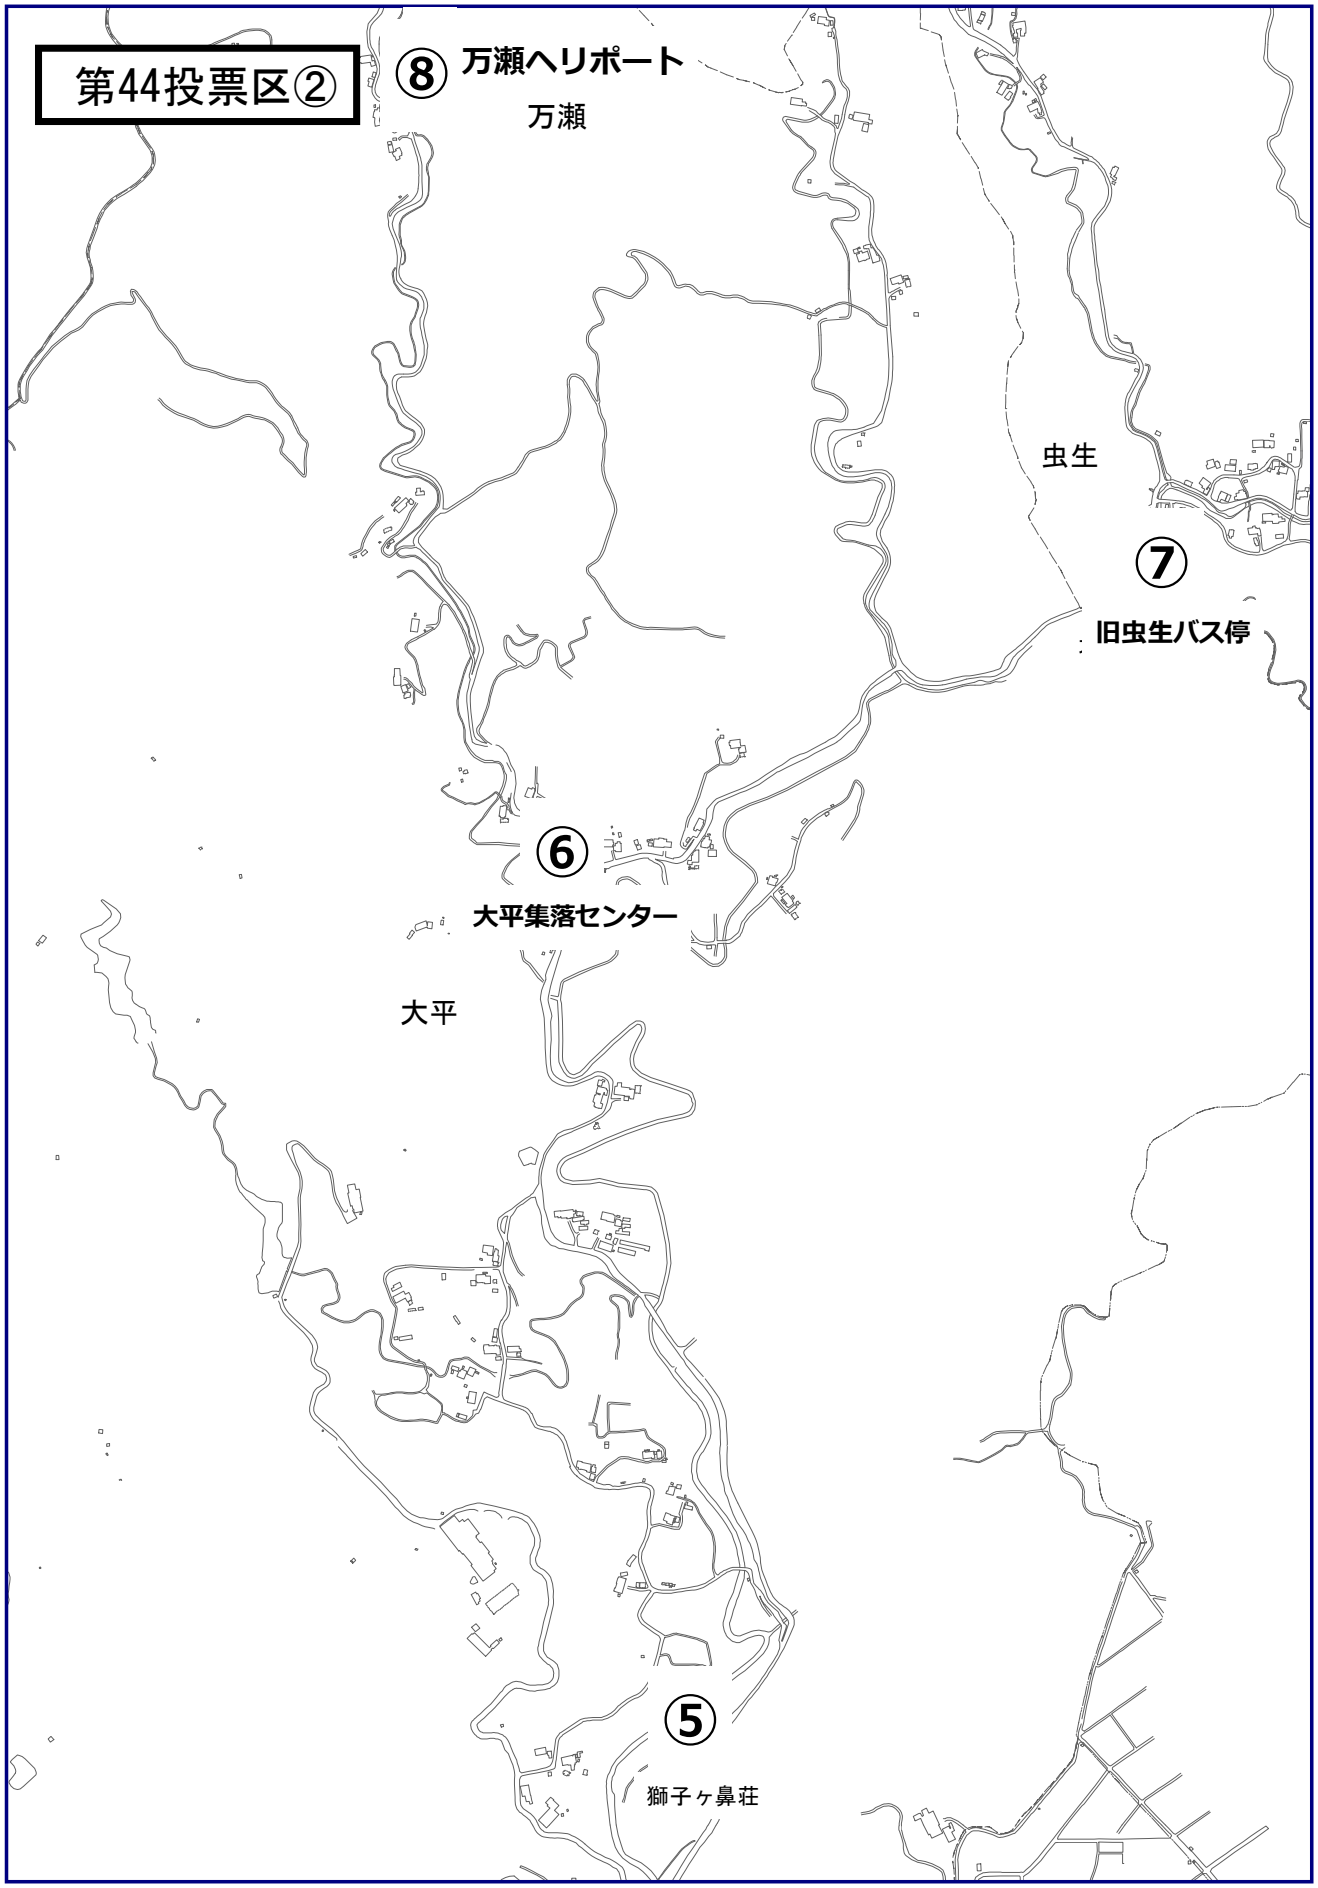 第44投票区②
⑧ 万瀬ヘリポート
万瀬
虫生
⑦
旧虫生バス停
⑥
大平集落センター
大平
⑤
獅子ヶ鼻荘